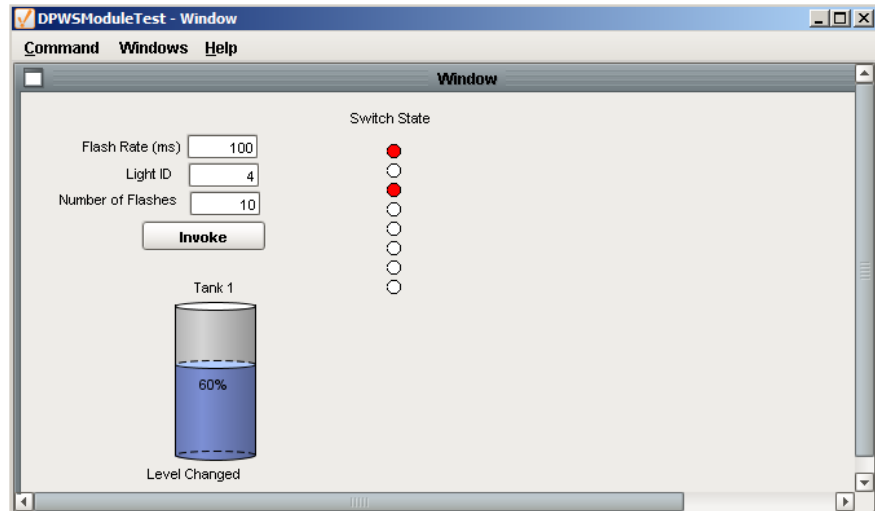 DPWSModuleTest - Window
Command Windows Help
Window
Switch State
Flash Rate (ms) 100
Light ID 4
Number of Flashes 10
Invoke
Tank 1
60%
Level Changed